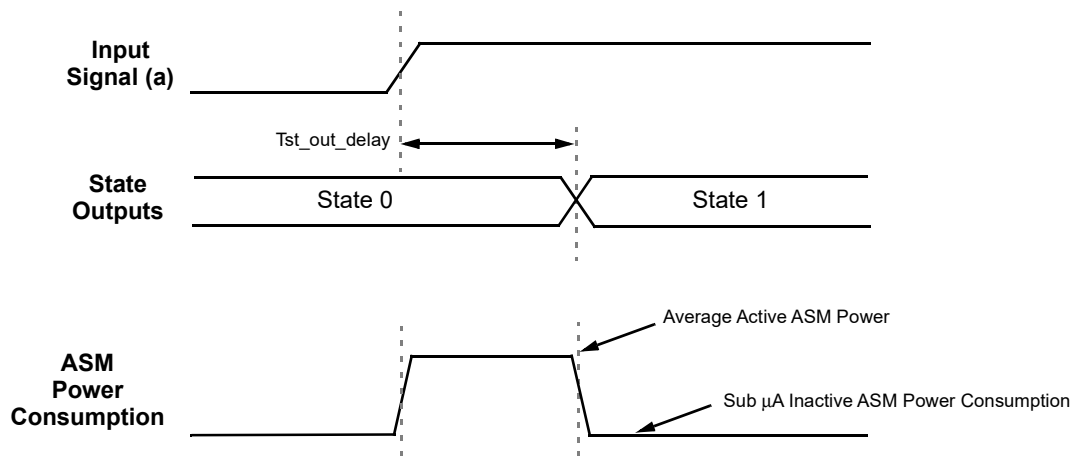 Input
Signal (a)
Tst_out_delay
State
Outputs
State 0
State 1
Average Active ASM Power
ASM
Power
Consumption
Sub μA Inactive ASM Power Consumption